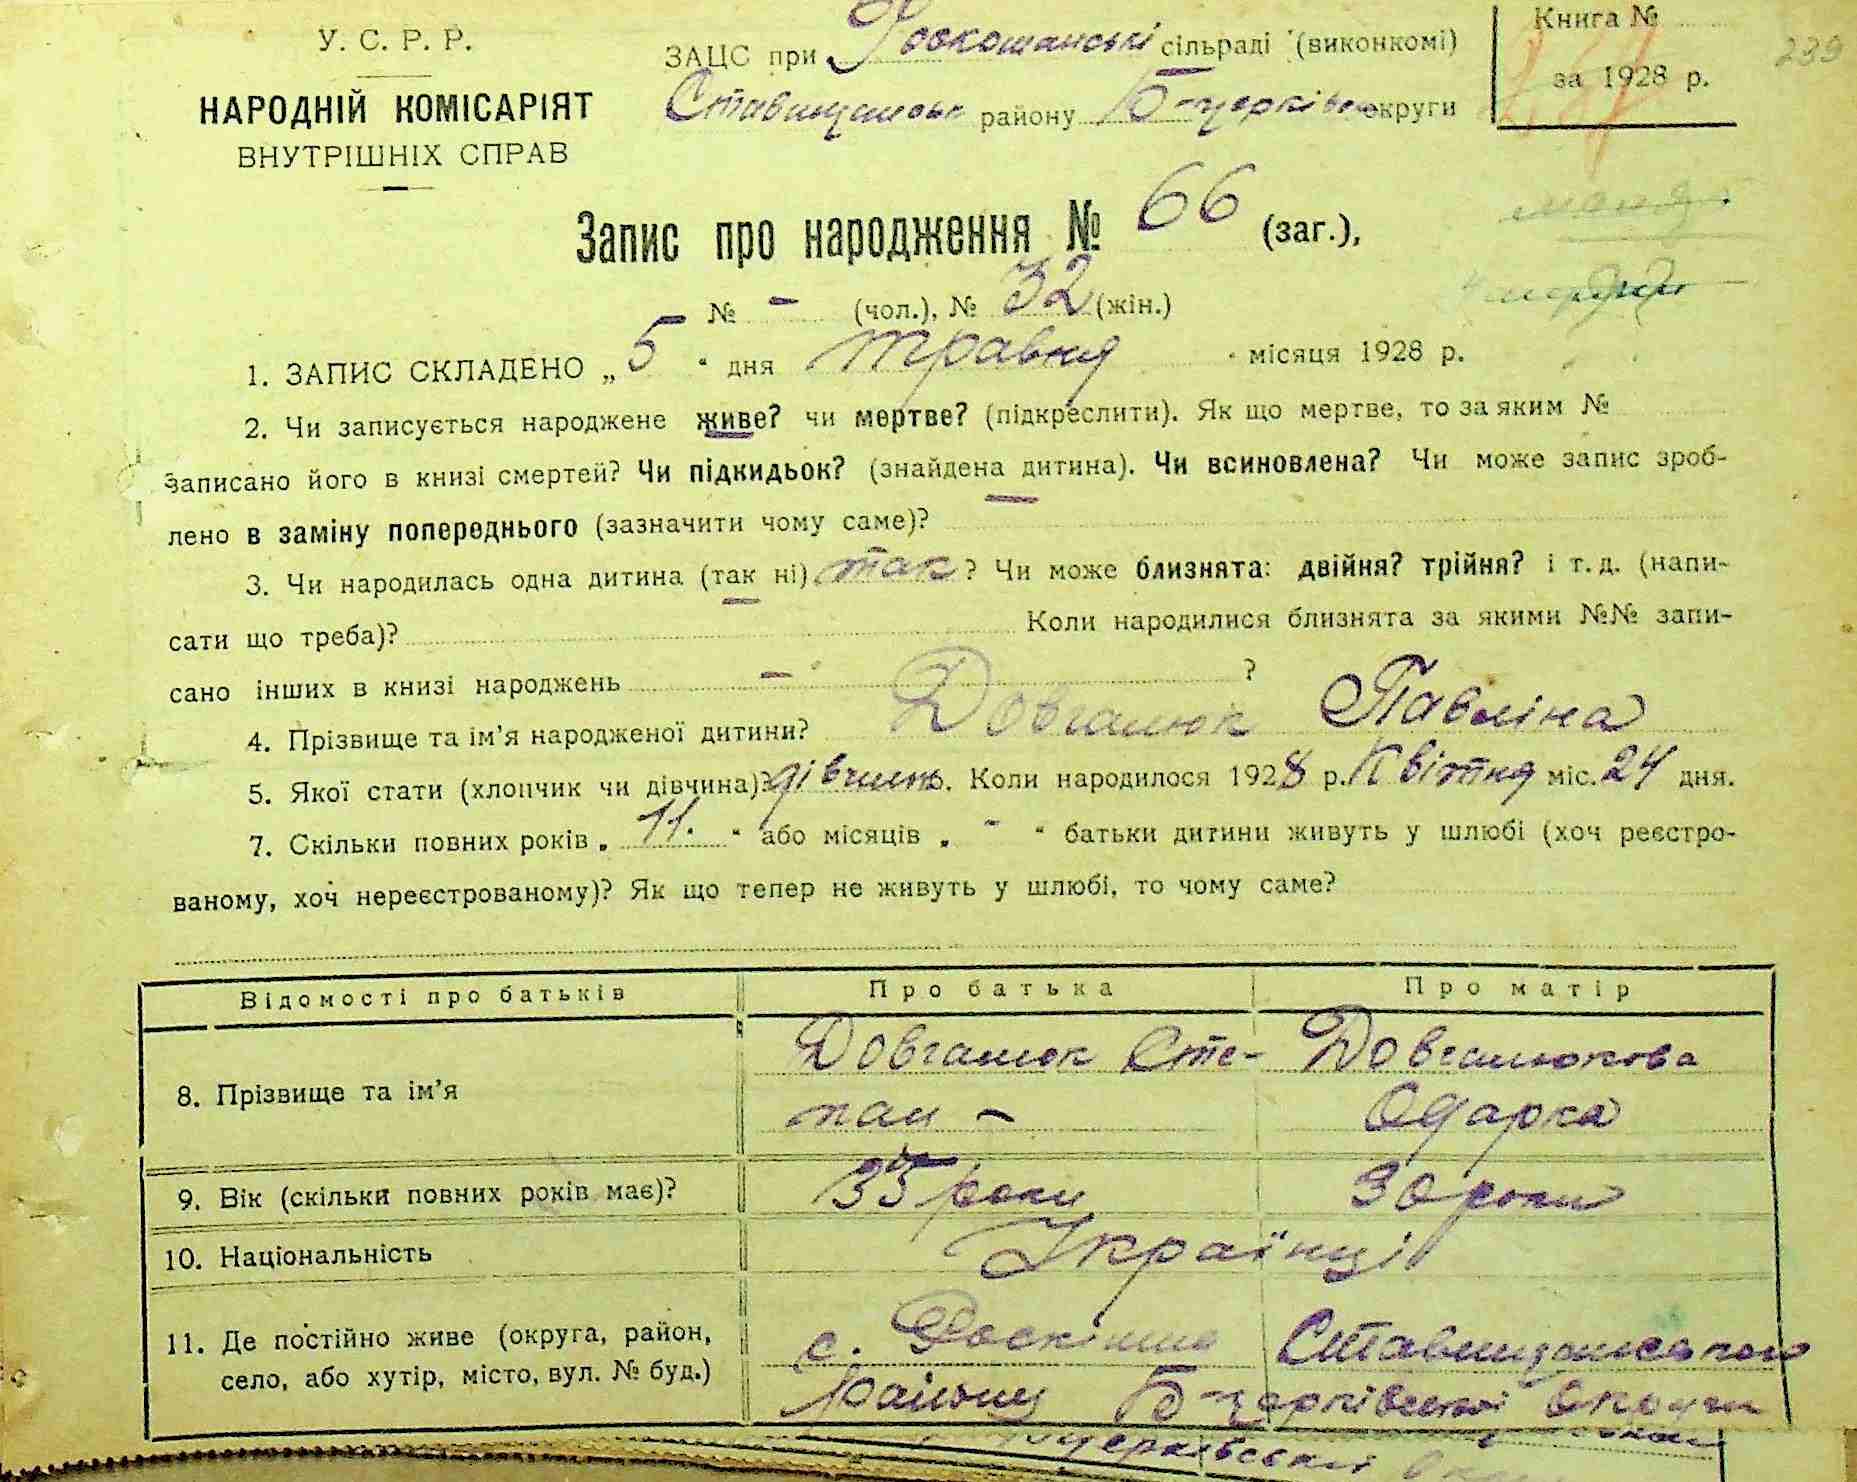 У. С. Р. Р.
НАРОДНІЙ КОМІСАРІЯТ
ВНУТРІШНІХ СПРАВ
ЗАЦС при сільраді (виконкомі)
району Б-церківськ округи
Книга №
за 1928 р.
239
Запис про народження № 66 (заг.),
№ - (чол.), № 32 (жін.)
1. ЗАПИС СКЛАДЕНО „ 5 “ дня травня місяця 1928 р.
2. Чи записується народжене живе? чи мертве? (підкреслити). Як що мертве, то за яким №
записано його в книзі смертей? Чи підкидьок? (знайдена дитина). Чи всиновлена? Чи може запис зроб-
лено в заміну попереднього (зазначити чому саме)?
3. Чи народилась одна дитина (так ні) так? Чи може близнята: двійня? трійня? і т. д. (напи-
сати що треба)? Коли народилися близнята за якими №№ запи-
сано інших в книзі народжень - ?
4. Прізвище та ім’я народженої дитини? Довгалюк Павліна
5. Якої стати (хлопчик чи дівчина)? дівчина. Коли народилося 1928 р. Квітня міс. 24 дня.
7. Скільки повних років „ 11. “ або місяців „ - “ батьки дитини живуть у шлюбі (хоч реєстро-
ваному, хоч нереєстрованому)? Як що тепер не живуть у шлюбі, то чому саме?
Відомості про батьків Про батька Про матір
8. Прізвище та ім’я Довгалюк Сте- Довгалюкова
пан - Одарка
9. Вік (скільки повних років має)? 35 роки 30 роки
10. Національність Українці
11. Де постійно живе (округа, район, с. Ставищанського
село, або хутір, місто, вул. № буд.) Району Б-церківської округи